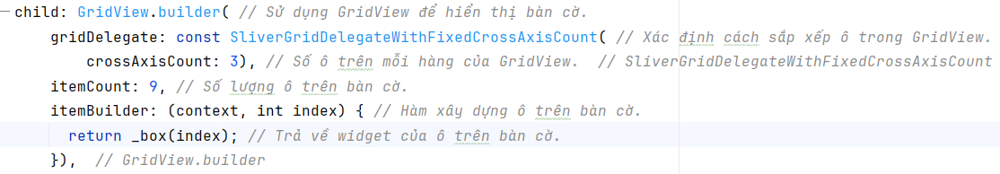 child: GridView.builder( // Sử dụng GridView để hiển thị bàn cờ.
gridDelegate: const SliverGridDelegateWithFixedCrossAxisCount( // Xác định cách sắp xếp ô trong GridView.
crossAxisCount: 3), // Số ô trên mỗi hàng của GridView.  // SliverGridDelegateWithFixedCrossAxisCount
itemCount: 9, // Số lượng ô trên bàn cờ.
itemBuilder: (context, int index) { // Hàm xây dựng ô trên bàn cờ.
return _box(index); // Trả về widget của ô trên bàn cờ.
}),  // GridView.builder